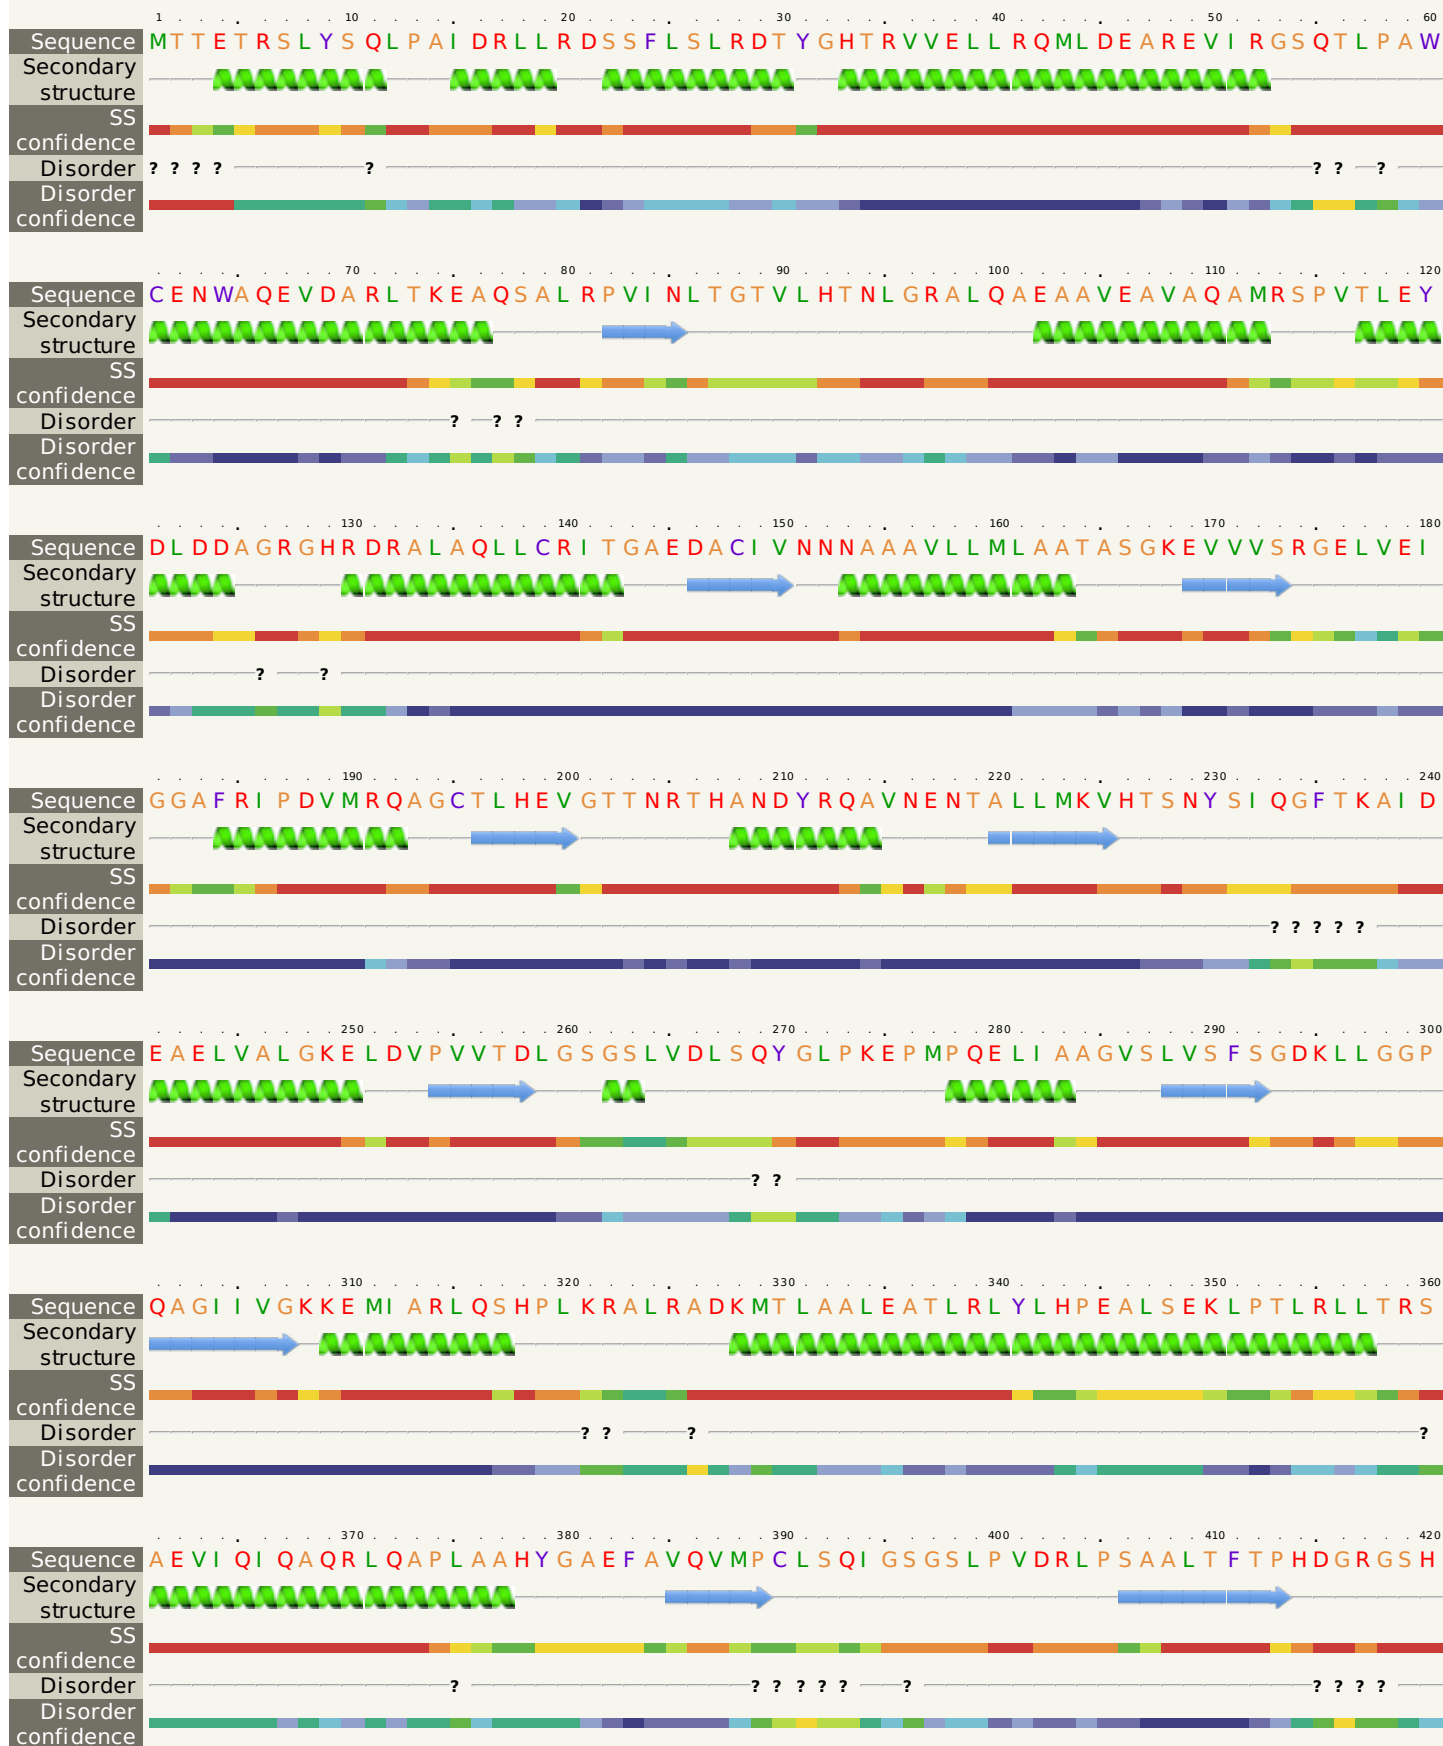 1 10 20 30 40 50 60
Sequence MTTETRSLYSQLPAIDRLLRDSSFLSLRDTYGHTRVVELLRQMLDEAREVIRGSQTLPAW
Secondary
structure
SS
confidence
Disorder ? ? ? ? ? ? ? ?
Disorder
confidence
70 80 90 100 110 120
Sequence CENWAQEVDARLTKEAQSALRPVINLTGTVLHTNLGRALQAEAAVEAVAQAMRSPVTLEY
Secondary
structure
SS
confidence
Disorder ? ? ?
Disorder
confidence
130 140 150 160 170 180
Sequence DLDDAGRGHRDRALAQLLCRITGAEDACIVNNNAAAVLLMLAATASGKEVVVSRGELVEI
Secondary
structure
SS
confidence
Disorder ? ?
Disorder
confidence
190 200 210 220 230 240
Sequence GGAFRIPDVMRQAGCTLHEVGTTNRTHANDYRQAVNENTALLMKVHTSNYSIQGFTKAID
Secondary
structure
SS
confidence
Disorder ? ? ? ? ?
Disorder
confidence
250 260 270 280 290 300
Sequence EAELVALGKELDVPVVTDLGSGSLVDLSQYGLPKEPMPQELIAAGVSLVSFSGDKLLGGP
Secondary
structure
SS
confidence
Disorder ? ?
Disorder
confidence
310 320 330 340 350 360
Sequence QAGIIVGKKEMIARLQSHPLKRALRADKMTLAALEATLRLYLHPEALSEKLPTLRLLTRS
Secondary
structure
SS
confidence
Disorder ? ? ? ?
Disorder
confidence
370 380 390 400 410 420
Sequence AEVIQIQAQRLQAPLAAHYGAEFAVQVMPCLSQIGSGSLPVDRLPSAALTFTPHDGRGSH
Secondary
structure
SS
confidence
Disorder ? ? ? ? ? ? ? ? ? ? ?
Disorder
confidence